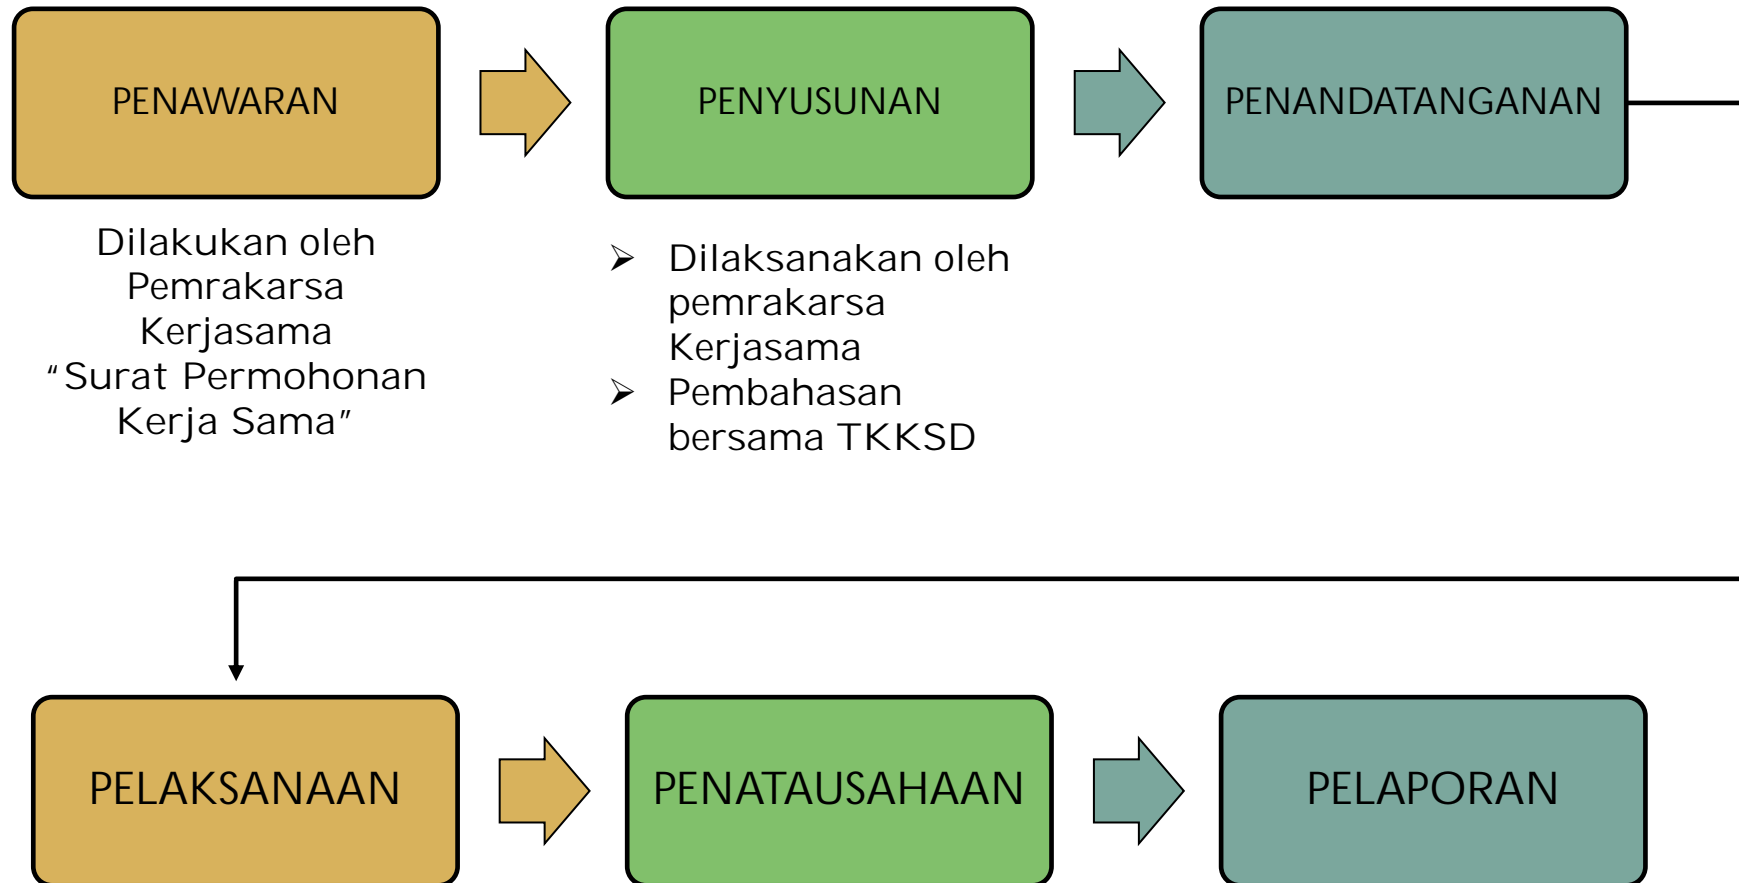 PENAWARAN
PENYUSUNAN
PENANDATANGANAN
Dilakukan oleh
Pemrakarsa
Kerjasama
“Surat Permohonan
Kerja Sama”
➢ Dilaksanakan oleh
pemrakarsa
Kerjasama
➢ Pembahasan
bersama TKKSD
PELAKSANAAN
PENATAUSAHAAN
PELAPORAN